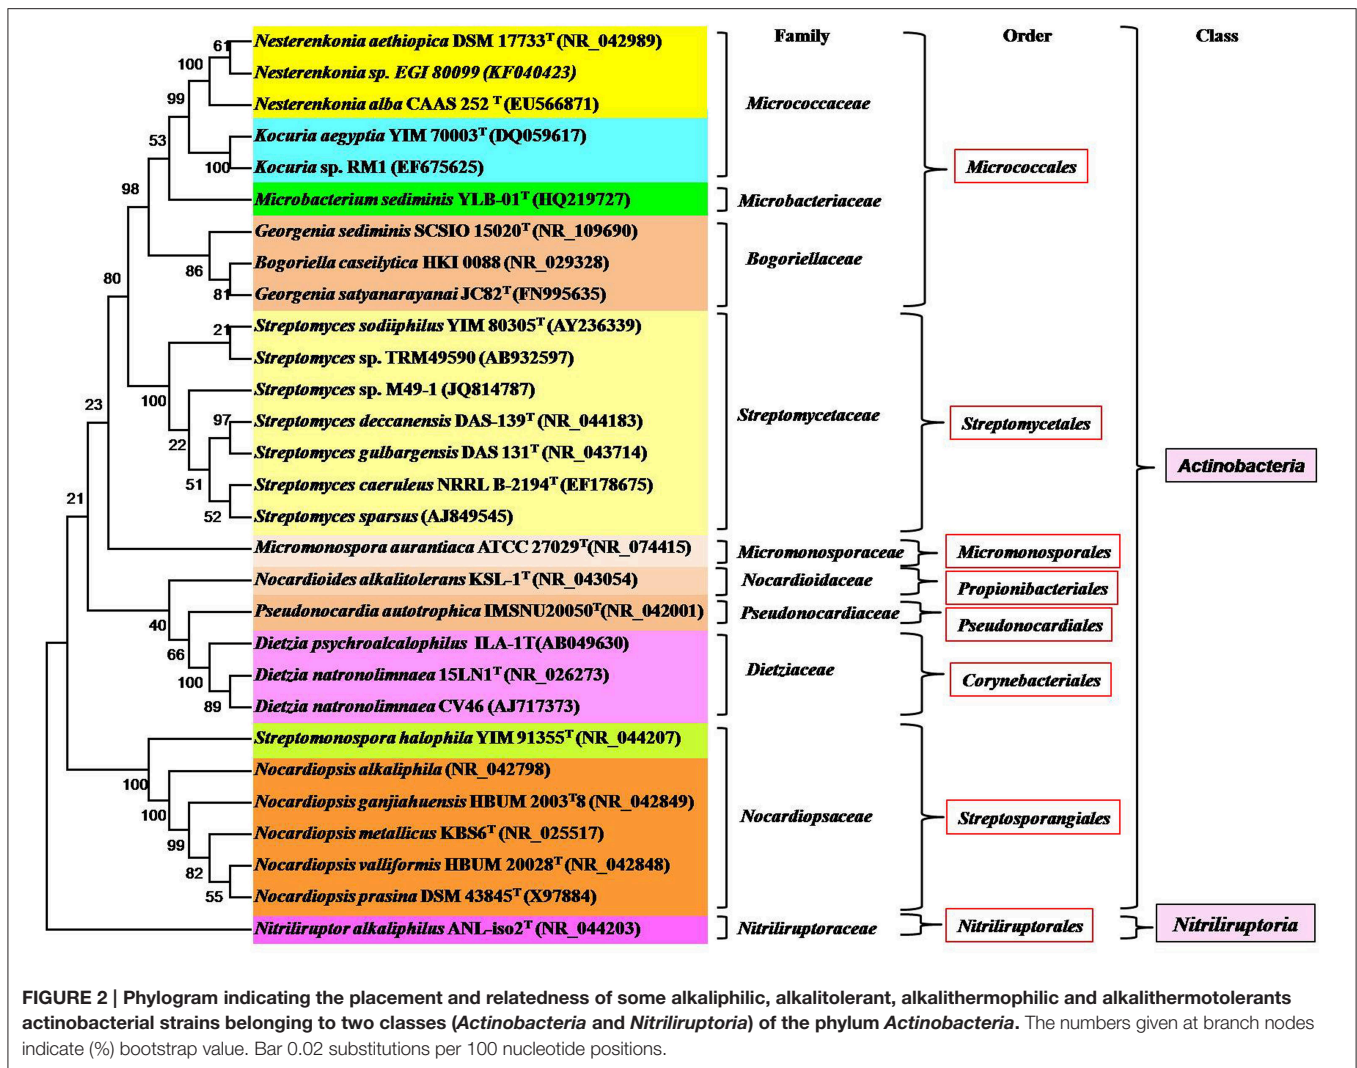 Family Order Class
61 Nesterenkonia aethiopica DSM 17733T (NR_042989)
100
Nesterenkonia sp. EGI 80099 (KF040423)
99
Nesterenkonia alba CAAS 252 T (EU566871)
Micrococcaceae
53
Kocuria aegyptia YIM 70003T (DQ059617)
100 Kocuria sp. RM1 (EF675625)
Micrococcales
98
Microbacterium sediminis YLB-01T (HQ219727)
Microbacteriaceae
Georgenia sediminis SCSIO 15020T (NR_109690)
86 Bogoriella caseilytica HKI 0088 (NR_029328)
Bogoriellaceae
80
81 Georgenia satyanarayanai JC82T (FN995635)
21 Streptomyces sodiiphilus YIM 80305T (AY236339)
Streptomyces sp. TRM49590 (AB932597)
Streptomyces sp. M49-1 (JQ814787)
23 100
97 Streptomyces deccanensis DAS-139T (NR_044183)
Streptomycetaceae
Streptomycetales
22
Streptomyces gulbargensis DAS 131T (NR_043714)
Actinobacteria
51 Streptomyces caeruleus NRRL B-2194T (EF178675)
21
52 Streptomyces sparsus (AJ849545)
Micromonospora aurantiaca ATCC 27029T (NR_074415)
Micromonosporaceae
Micromonosporales
Nocardioides alkalitolerans KSL-1T (NR_043054)
Nocardioidaceae
Propionibacteriales
Pseudonocardia autotrophica IMSNU20050T (NR_042001)
Pseudonocardiaceae
Pseudonocardiales
40
Dietzia psychroalcalophilus ILA-1T(AB049630)
66
Dietzia natronolimnaea 15LN1T (NR_026273)
Dietziaceae
Corynebacteriales
100
89 Dietzia natronolimnaea CV46 (AJ717373)
Streptomonospora halophila YIM 91355T (NR_044207)
100 Nocardiopsis alkaliphila (NR_042798)
100
Nocardiopsis ganjiahuensis HBUM 2003T8 (NR_042849)
Nocardiopsaceae
Streptosporangiales
99
Nocardiopsis metallicus KBS6T (NR_025517)
82 Nocardiopsis valliformis HBUM 20028T (NR_042848)
55 Nocardiopsis prasina DSM 43845T (X97884)
Nitriliruptor alkaliphilus ANL-iso2T (NR_044203)
Nitriliruptoraceae
Nitriliruptorales
Nitriliruptoria
FIGURE 2 | Phylogram indicating the placement and relatedness of some alkaliphilic, alkalitolerant, alkalithermophilic and alkalithermotolerants
actinobacterial strains belonging to two classes (Actinobacteria and Nitriliruptoria) of the phylum Actinobacteria. The numbers given at branch nodes
indicate (%) bootstrap value. Bar 0.02 substitutions per 100 nucleotide positions.